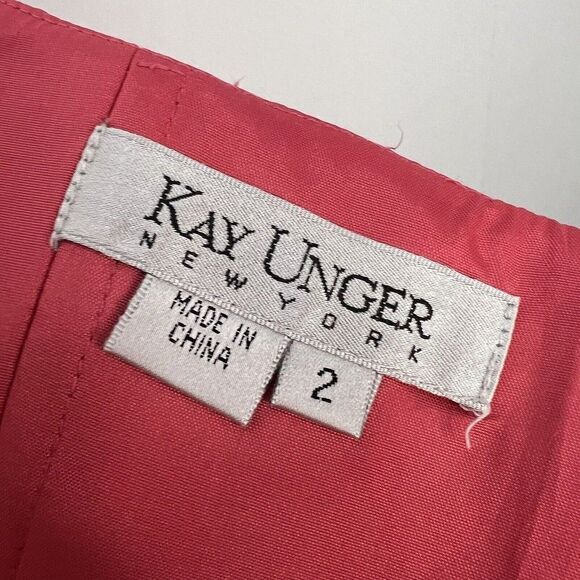 KAY UNGER
NEW YORK
MADE IN
CHINA
2